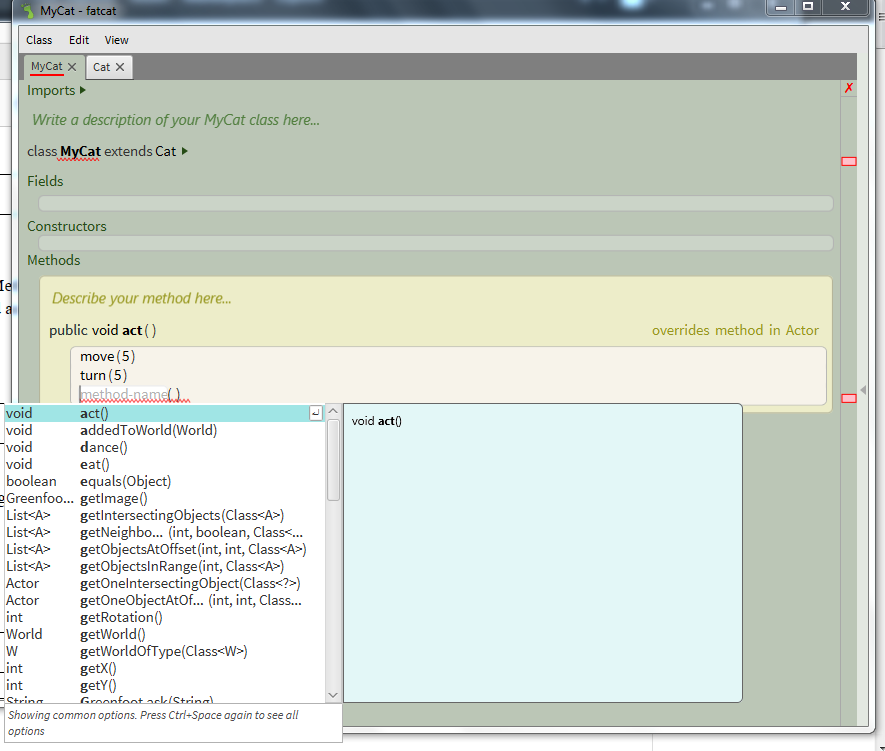 MyCat - fatcat
Class Edit View
MyCat Cat
Imports
Write a description of your MyCat class here...
class MyCat extends Cat
Fields
Constructors
Methods
Describe your method here...
public void act()
overrides method in Actor
move(5)
turn(5)
method-name()
void act()
void addedToWorld(World)
void dance()
void eat()
boolean equals(Object)
Greenfoo... getImage()
List<A> getIntersectingObjects(Class<A>)
List<A> getNeighbo... (int, boolean, Class<...
List<A> getObjectsAtOffset(int, int, Class<A>)
List<A> getObjectsInRange(int, Class<A>)
Actor getOneIntersectingObject(Class<?>)
Actor getOneObjectAtOf... (int, int, Class...
int getRotation()
World getWorld()
W getWorldOfType(Class<W>)
int getX()
int getY()
String Greenfoot.ask(String)
void act()
Showing common options. Press Ctrl+Space again to see all
options